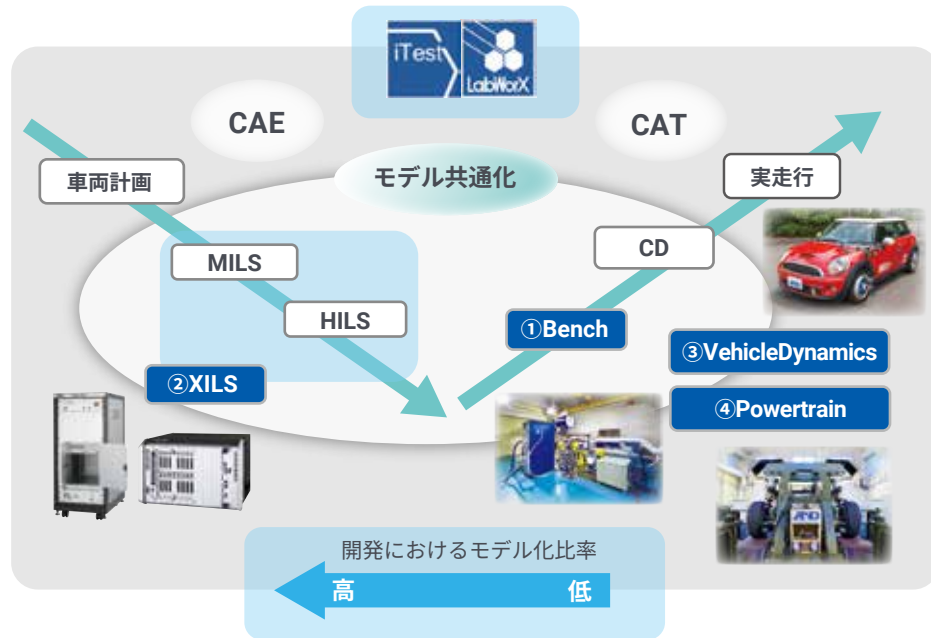 iTest
LabWorX
CAE
CAT
車両計画
モデル共通化
実走行
MILS
CD
HILS
①Bench
③VehicleDynamics
②XILS
④Powertrain
AND
開発におけるモデル化比率
高
低